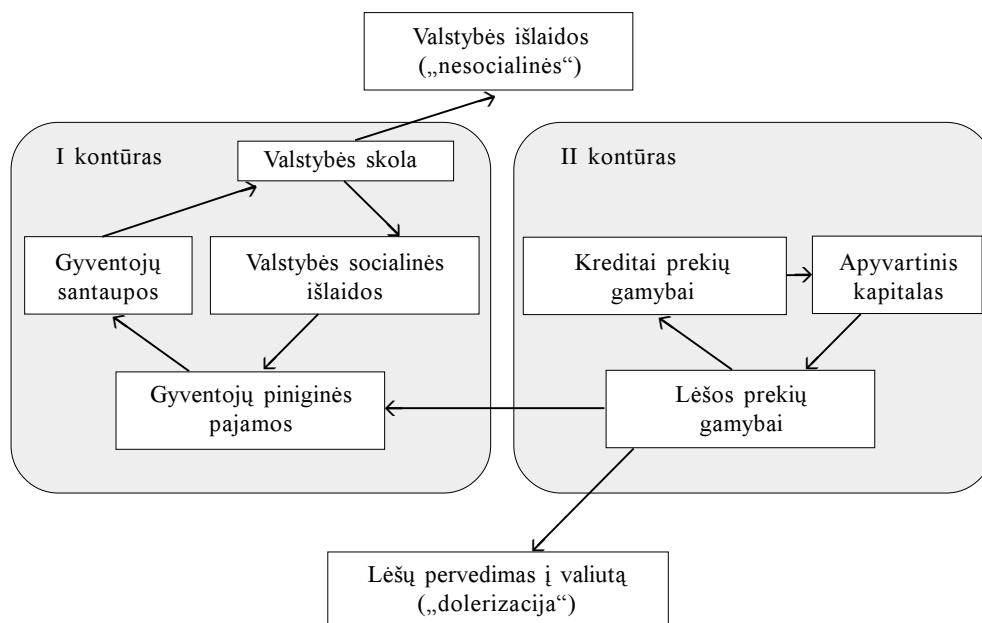 Valstybės išlaidos
(„nesocialinės“)
I kontūras
Valstybės skola
Gyventojų
santaupos
Valstybės socialinės
išlaidos
Gyventojų piniginės
pajamos
II kontūras
Kreditai prekių
gamybai
Apyvartinis
kapitalas
Lėšos prekių
gamybai
Lėšų pervedimas į valiutą
(„dolerizacija“)